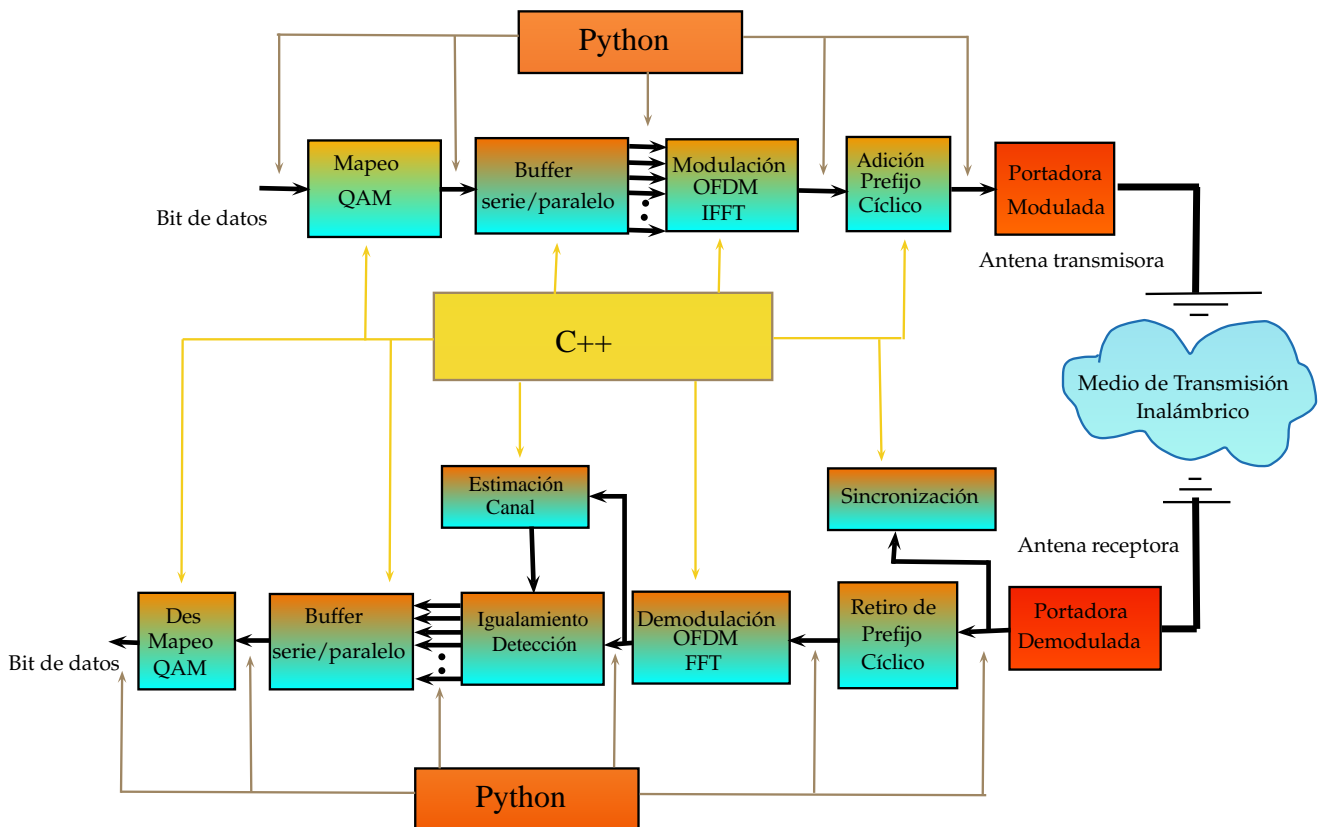 Python
Mapeo
QAM
Buffer
serie/paralelo
Modulación
OFDM
IFFT
Adición
Prefijo
Cíclico
Portadora
Modulada
Bit de datos
Antena transmisora
C++
Medio de Transmisión
Inalámbrico
Estimación
Canal
Sincronización
Antena receptora
Des
Mapeo
QAM
Buffer
serie/paralelo
Igualamiento
Detección
Demodulación
OFDM
FFT
Retiro de
Prefijo
Cíclico
Portadora
Demodulada
Bit de datos
Python